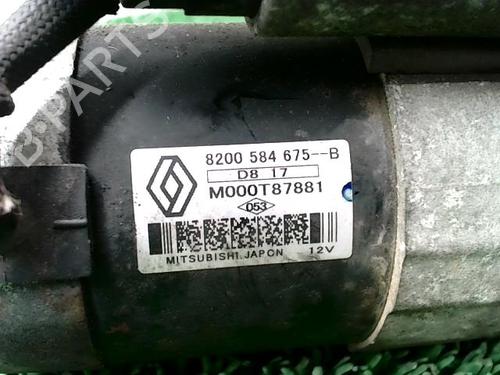 B-PARTS
8200 584 675--B
D8 17
M000T87881
053
MITSUBISHI.JAPAN 12V